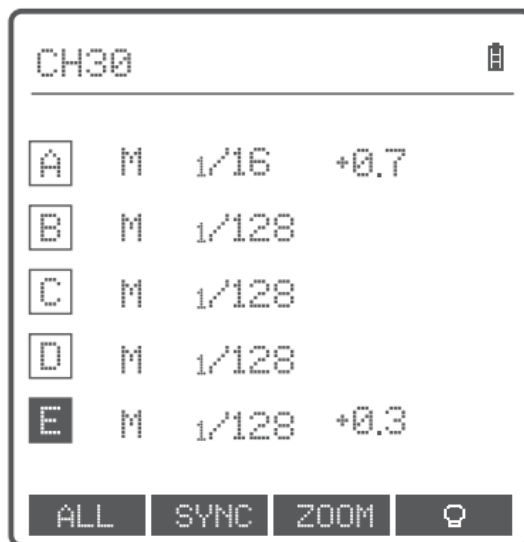 CH30
A M 1/16 +0.7
B M 1/128
C M 1/128
D M 1/128
E M 1/128 +0.3
ALL SYNC ZOOM